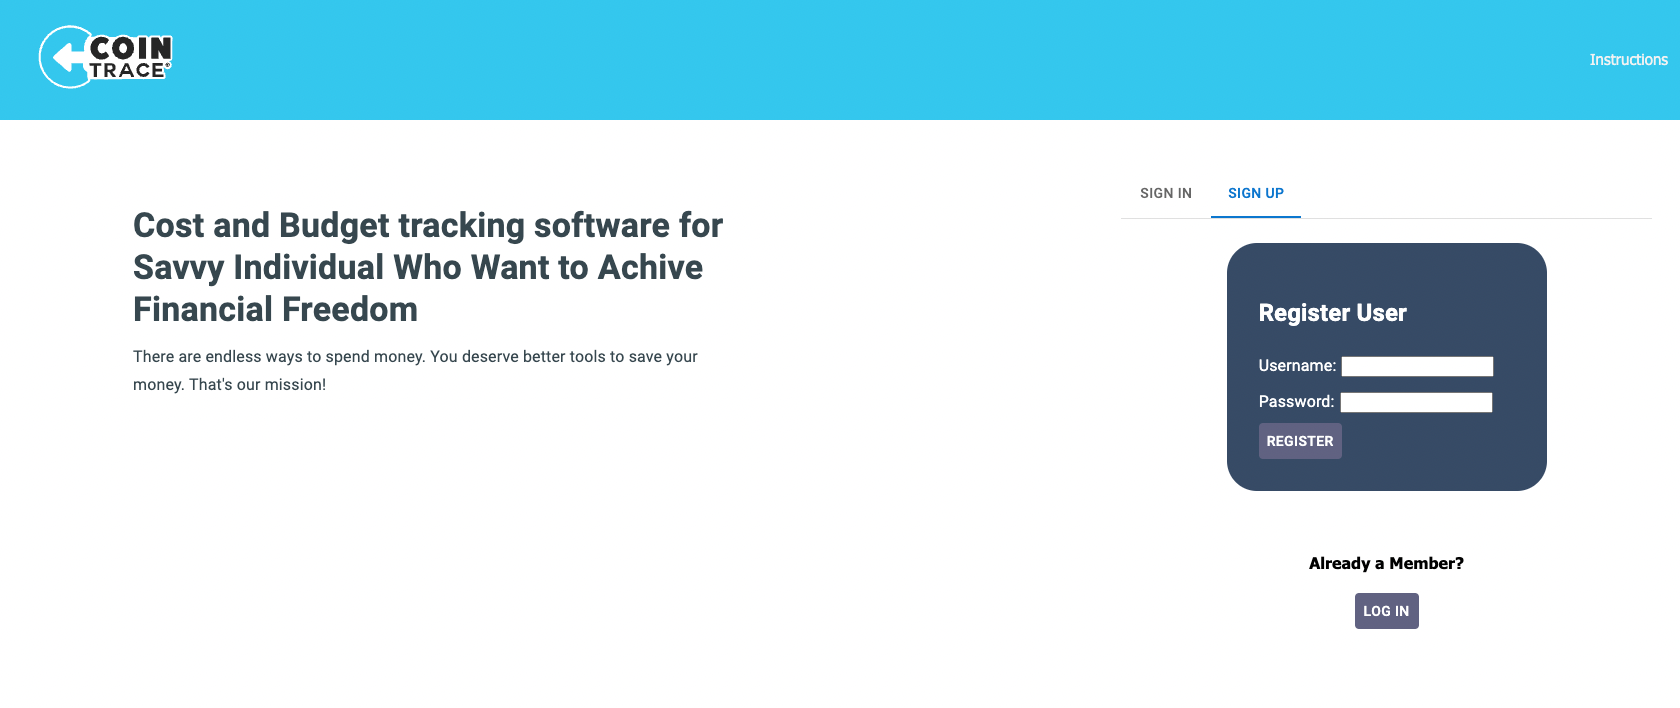 COIN
TRACE®
Instructions
SIGN IN
SIGN UP
Cost and Budget tracking software for
Savvy Individual Who Want to Achive
Financial Freedom
There are endless ways to spend money. You deserve better tools to save your
money. That's our mission!
Register User
Username:
Password:
REGISTER
Already a Member?
LOG IN